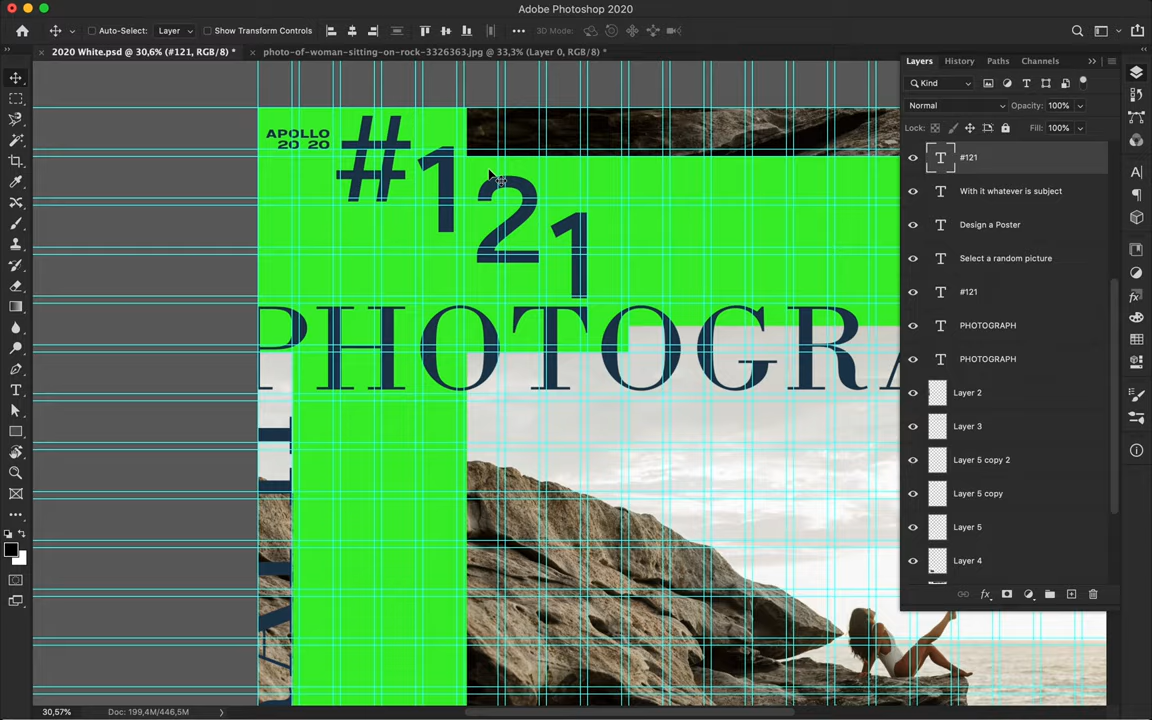 Adobe Photoshop 2020
Auto-Select: Layer Show Transform Controls 3D Mode:
2020 White.psd @ 30,6% (#121, RGB/8) * photo-of-woman-sitting-on-rock-3326363.jpg @ 33,3% (Layer 0, RGB/8) *
Layers History Paths Channels
Kind
Normal Opacity: 100%
Lock: Fill: 100%
#121
With it whatever is subject
Design a Poster
Select a random picture
#121
PHOTOGRAPH
PHOTOGRAPH
Layer 2
Layer 3
Layer 5 copy 2
Layer 5 copy
Layer 5
Layer 4
fx
APOLLO
20 20
#121
PHOTOGRA
30,57% Doc: 199,4M/446,5M